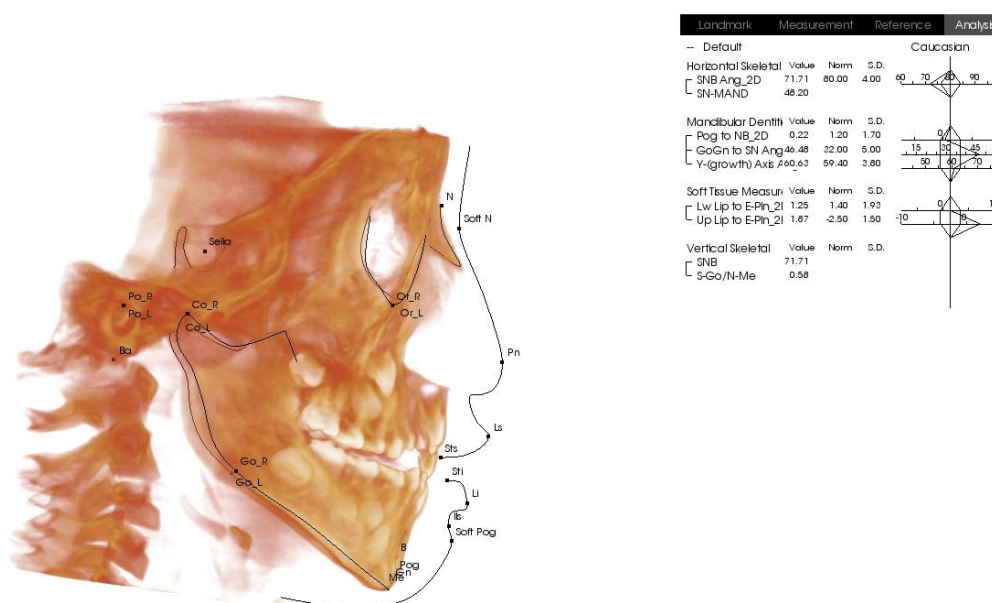 Landmark Measurement Reference Analysis
-- Default Caucasian
Horizontal Skeletal Value Norm S.D.
SNB Ang_2D 71.71 80.00 4.00 60 70 80 90
SN-MAND 48.20
Mandibular Dentiti Value Norm S.D.
Pog to NB_2D 0.22 1.20 1.70 0
GoGn to SN Ang 46.48 32.00 5.00 15 30 45
Y-(growth) Axis A_ 60.63 59.40 3.80 50 60 70
Soft Tissue Measur Value Norm S.D.
Lw Lip to E-Pln_2 1.25 1.40 1.93 0
Up Lip to E-Pln_2 1.87 -2.50 1.50 -10
Vertical Skeletal Value Norm S.D.
SNB 71.71
S-Go/N-Me 0.58
N
Soft N
Sella
Po_R
Po_L
Co_R
Co_L
Or_R
Or_L
Ba
Pn
Ls
Sts
Go_R
Go_L
Sti
Li
Ils
Soft Pog
B
Pog
Gn
Me